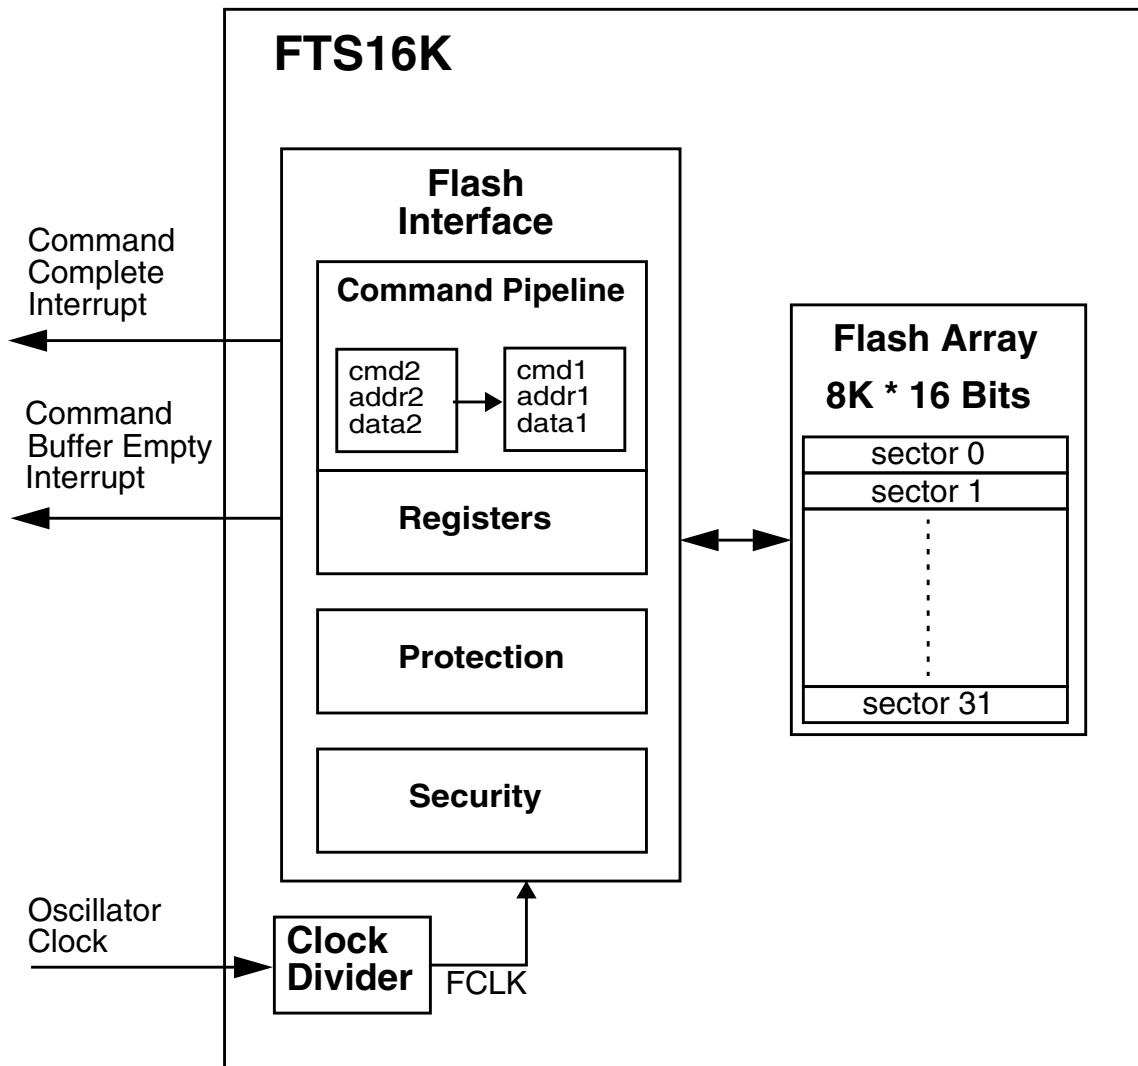 FTS16K
Flash
Interface
Command
Complete
Interrupt
Command Pipeline
cmd2
addr2
data2
cmd1
addr1
data1
Command
Buffer Empty
Interrupt
Registers
Protection
Security
Flash Array
8K * 16 Bits
sector 0
sector 1
sector 31
Oscillator
Clock
Clock
Divider
FCLK